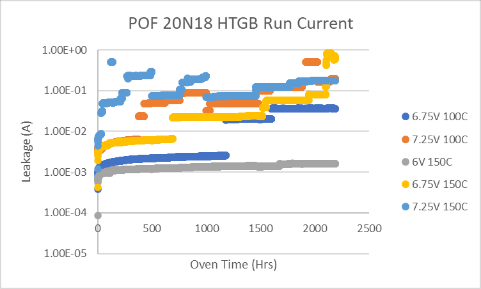 POF 20N18 HTGB Run Current
1.00E+00
1.00E-01
1.00E-02
1.00E-03
1.00E-04
1.00E-05
Leakage (A)
0
500
1000
1500
2000
2500
Oven Time (Hrs)
6.75V 100C
7.25V 100C
6V 150C
6.75V 150C
7.25V 150C